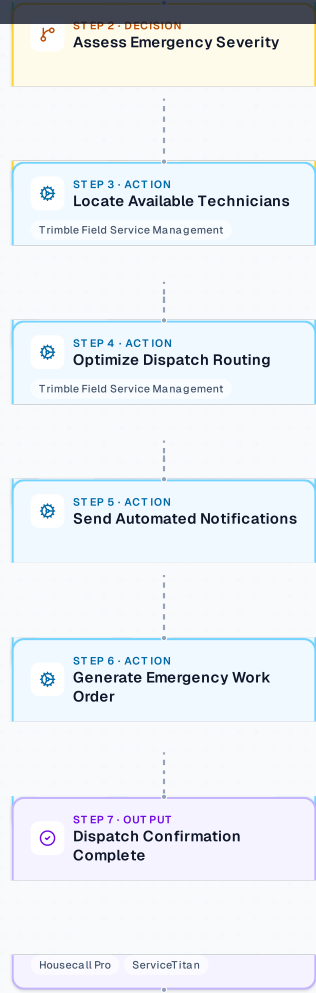 STEP 2 · DECISION
Assess Emergency Severity
STEP 3 · ACTION
Locate Available Technicians
Trimble Field Service Management
STEP 4 · ACTION
Optimize Dispatch Routing
Trimble Field Service Management
STEP 5 · ACTION
Send Automated Notifications
STEP 6 · ACTION
Generate Emergency Work
Order
STEP 7 · OUTPUT
Dispatch Confirmation
Complete
Housecall Pro ServiceTitan